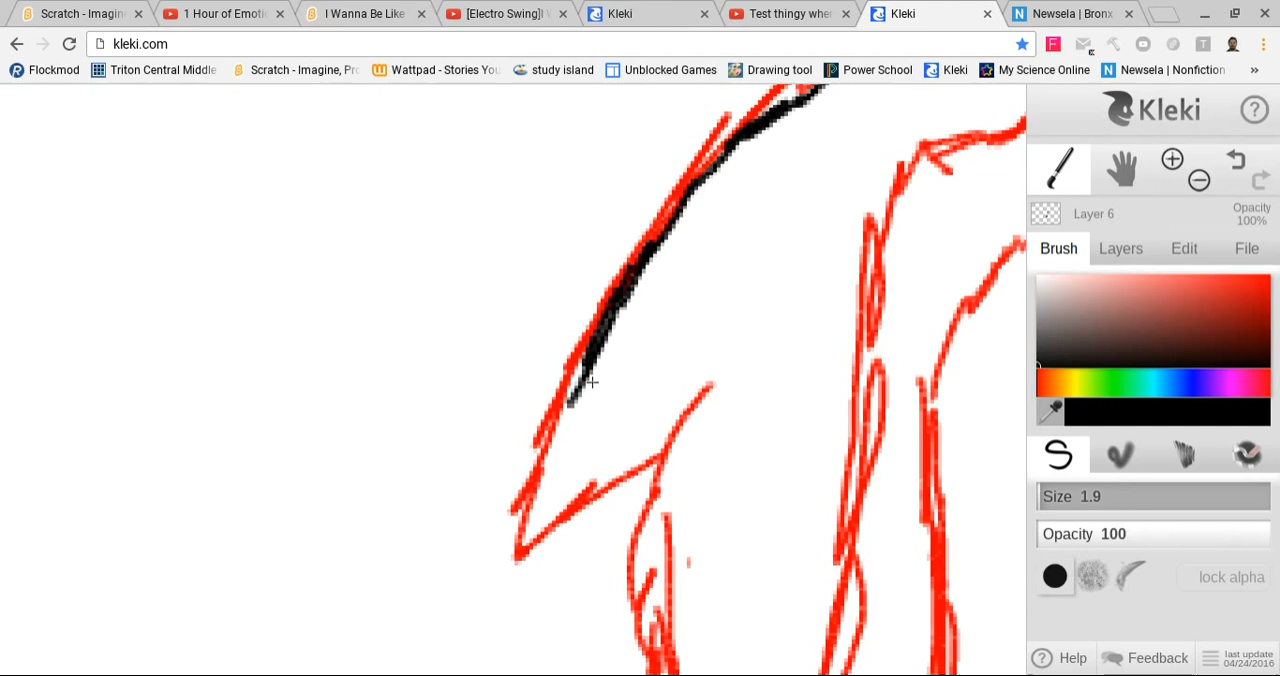 Scratch - Imagin
1 Hour of Emoti
I Wanna Be Like
[Electro Swing]I W
Kleki
Test thingy when
Kleki
Newsela | Bronx
kleki.com
Flockmod
Triton Central Middle
Scratch - Imagine, Pro
Wattpad - Stories You
study island
Unblocked Games
Drawing tool
Power School
Kleki
My Science Online
Newsela | Nonfiction
»
Kleki
Layer 6
Opacity
100%
Brush
Layers
Edit
File
Size 1.9
Opacity 100
lock alpha
Help
Feedback
last update
04/24/2016